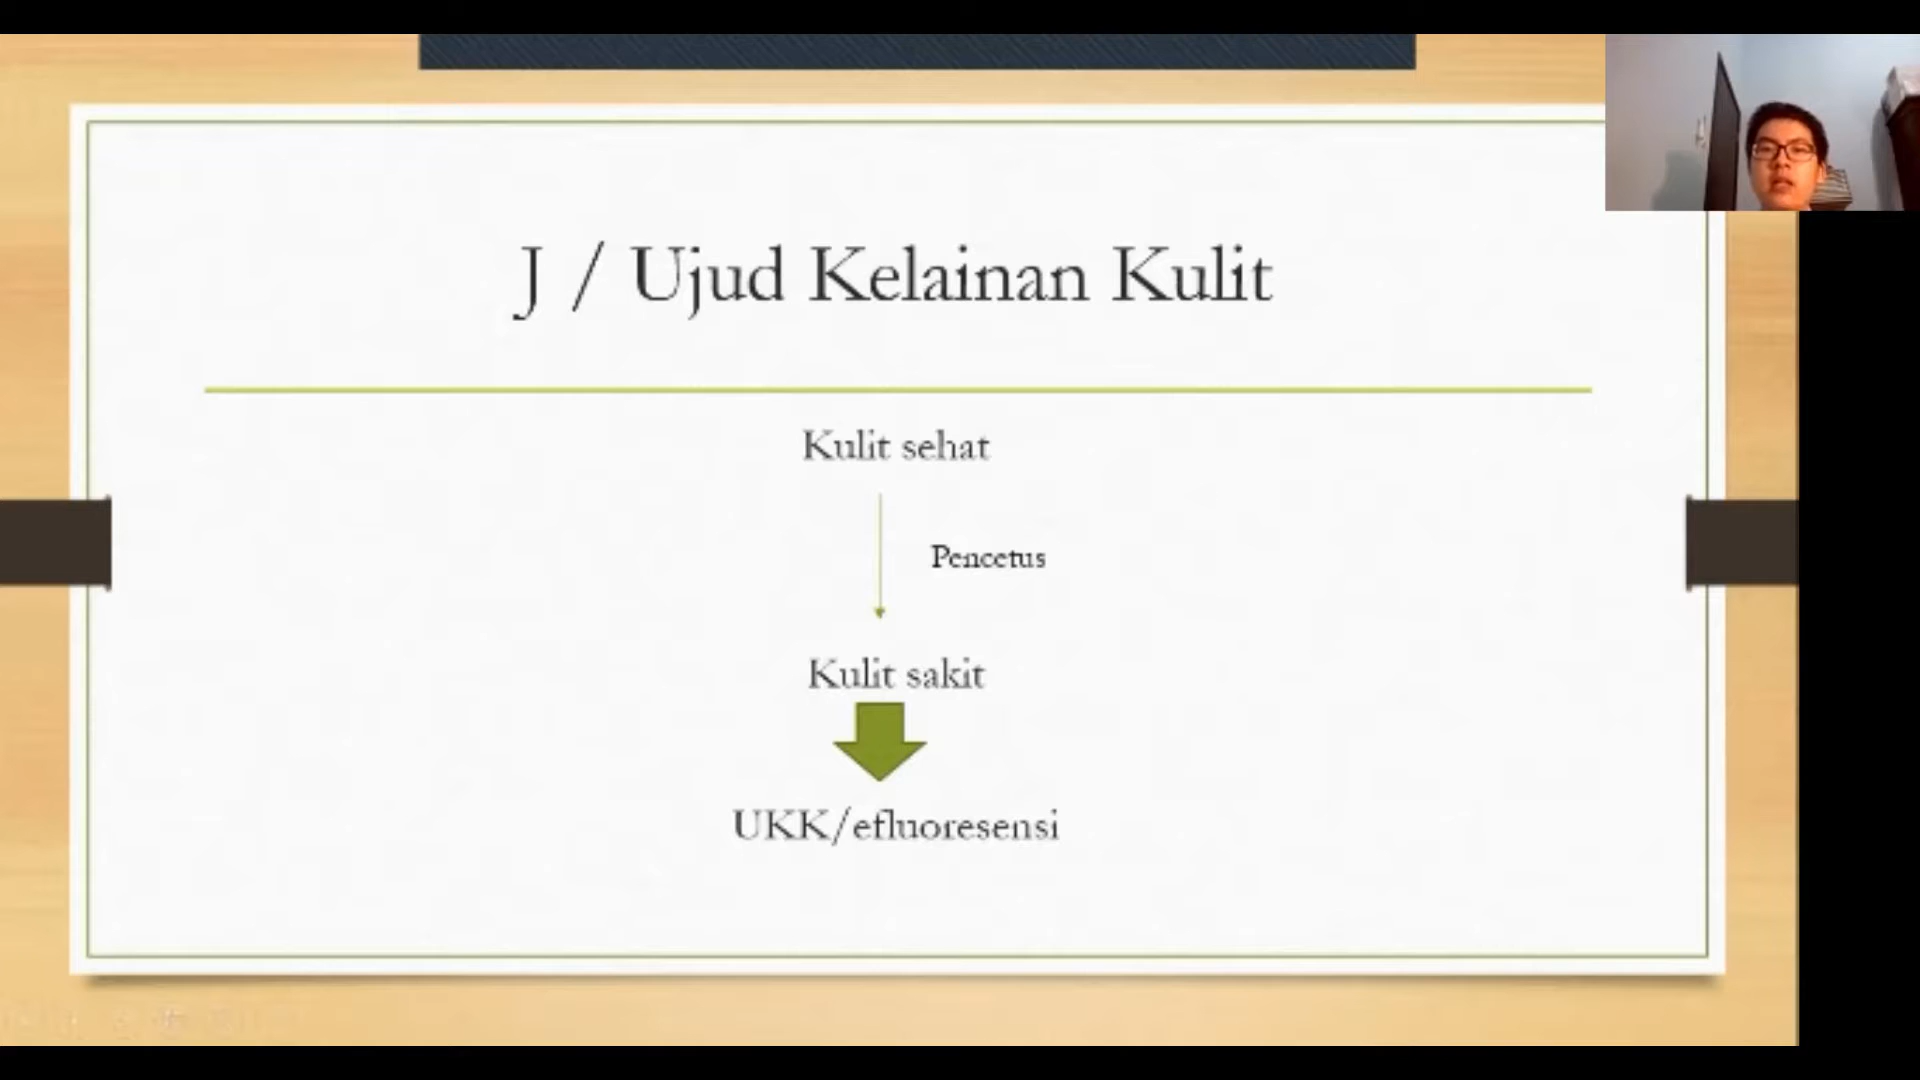 J / Ujud Kelainan Kulit
Kulit sehat
Pencetus
Kulit sakit
UKK/efluoresensi